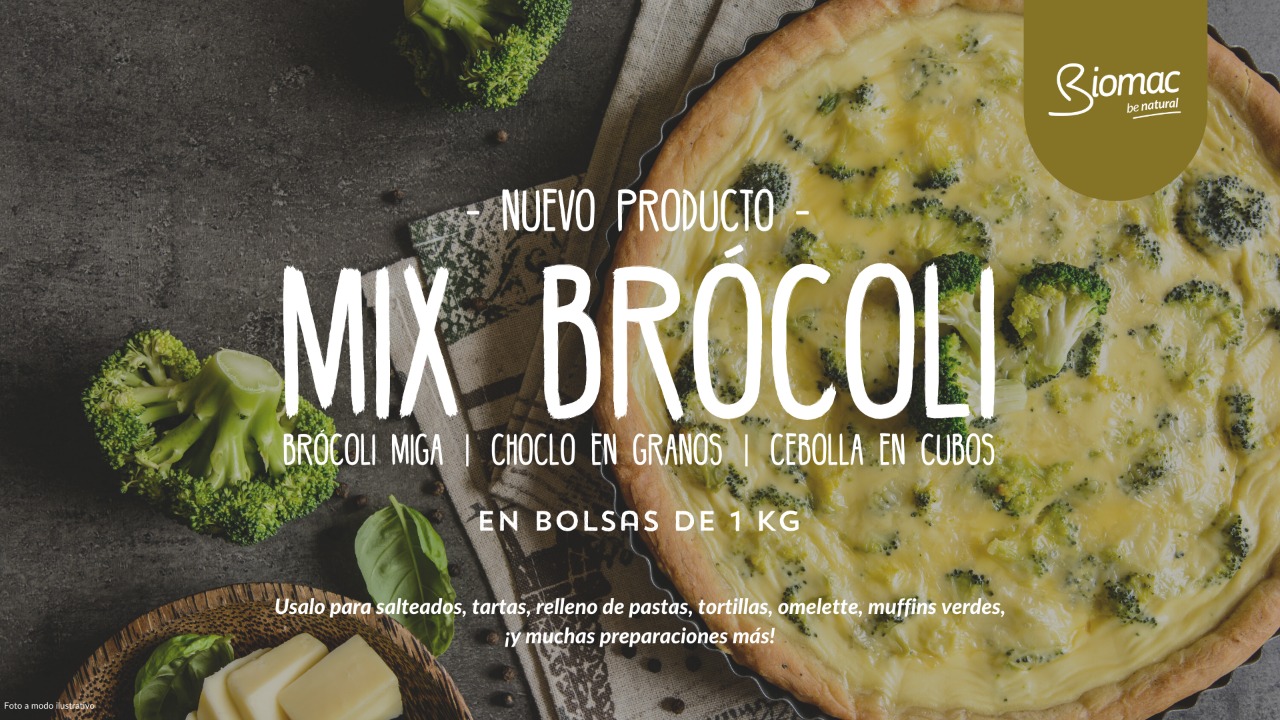 Biomac
be natural
- NUEVO PRODUCTO -
MIX BRÓCOLI
BRÓCOLI MIGA | CHOCLO EN GRANOS | CEBOLLA EN CUBOS
EN BOLSAS DE 1 KG
Usalo para salteados, tartas, relleno de pastas, tortillas, omelette, muffins verdes,
¡y muchas preparaciones más!
Foto a modo ilustrativo